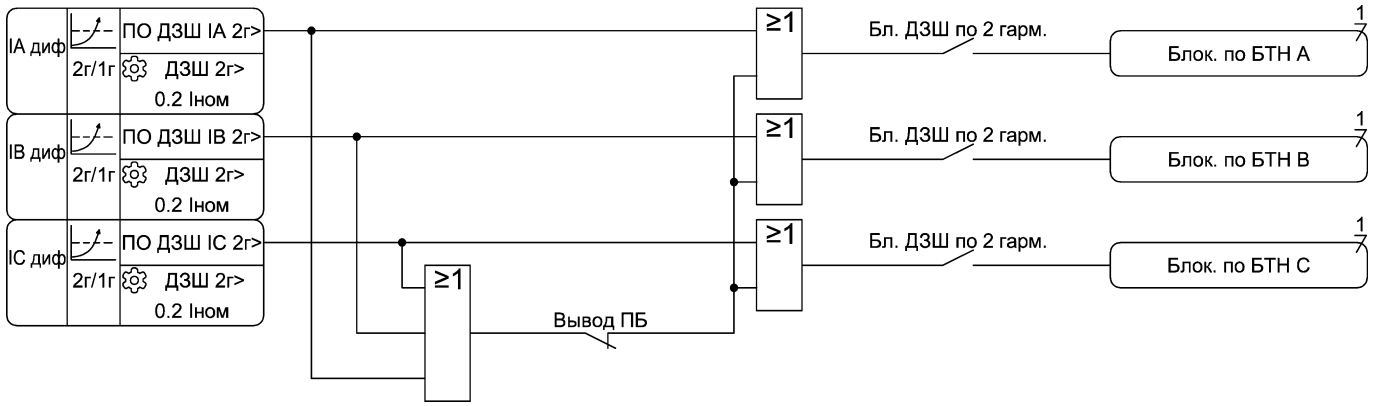 IA диф
ПО ДЗШ IA 2г>
2г/1г
ДЗШ 2г>
0.2 Iном
≥1
Бл. ДЗШ по 2 гарм.
Блок. по БТН A
1
7
IB диф
ПО ДЗШ IB 2г>
2г/1г
ДЗШ 2г>
0.2 Iном
≥1
Бл. ДЗШ по 2 гарм.
Блок. по БТН B
1
7
IC диф
ПО ДЗШ IC 2г>
2г/1г
ДЗШ 2г>
0.2 Iном
≥1
Бл. ДЗШ по 2 гарм.
Блок. по БТН C
1
7
≥1
Вывод ПБ